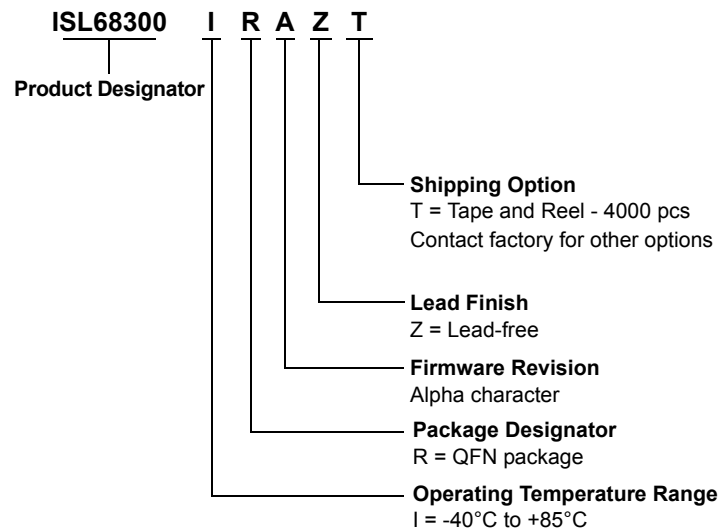 ISL68300 I R A Z T
Product Designator
Shipping Option
T = Tape and Reel - 4000 pcs
Contact factory for other options
Lead Finish
Z = Lead-free
Firmware Revision
Alpha character
Package Designator
R = QFN package
Operating Temperature Range
I = -40°C to +85°C